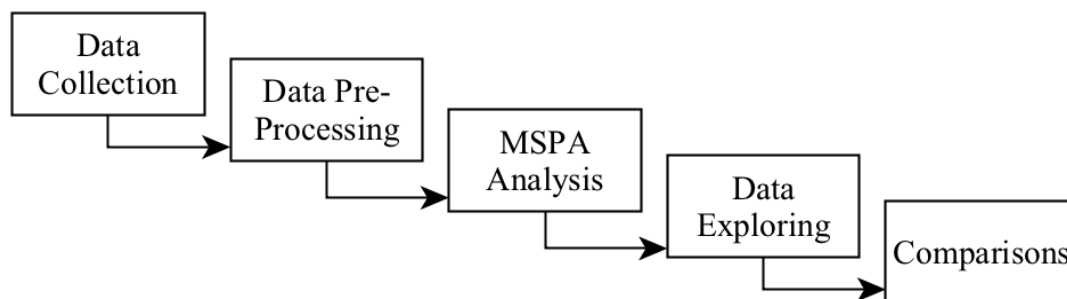 Data
Collection
Data Pre-
Processing
MSPA
Analysis
Data
Exploring
Comparisons